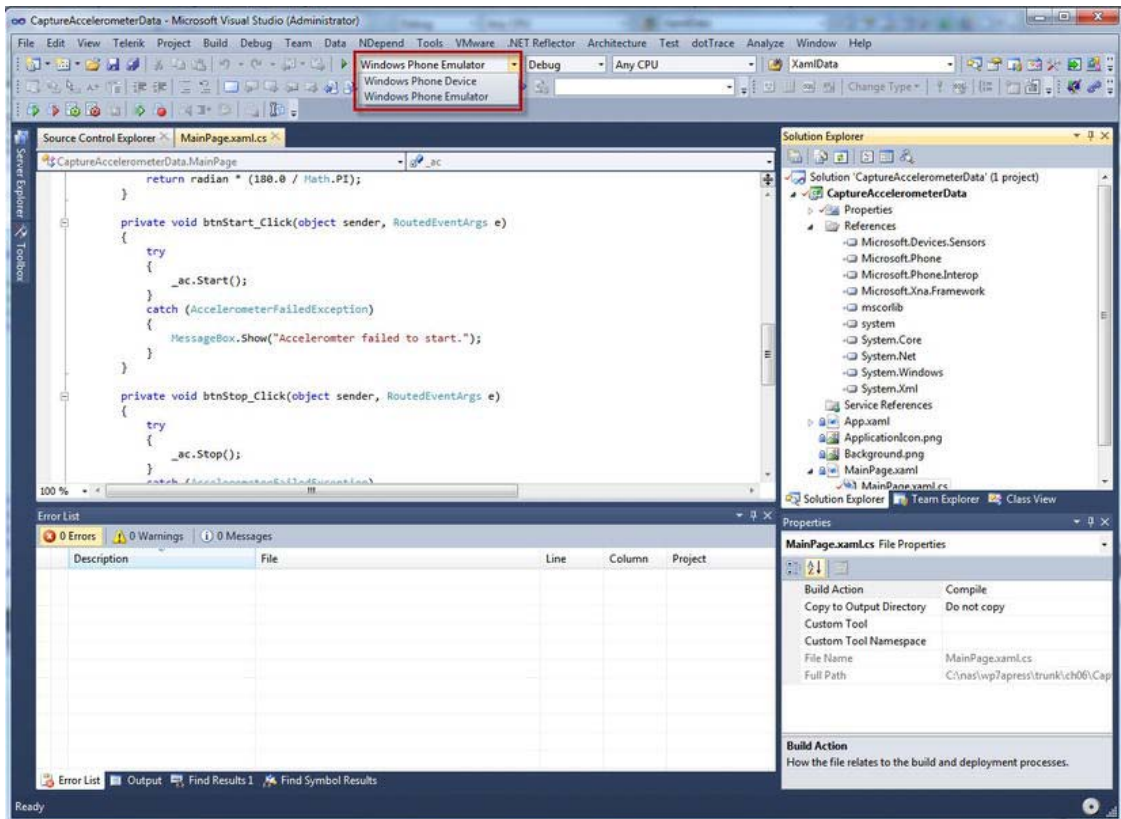 CaptureAccelerometerData - Microsoft Visual Studio (Administrator)
File Edit View Telerik Project Build Debug Team Data NDepend Tools VMware .NET Reflector Architecture Test dotTrace Analyze Window Help
Windows Phone Emulator Debug Any CPU XamlData
Windows Phone Device
Windows Phone Emulator
Change Type
Server Explorer
Toolbox
Source Control Explorer MainPage.xaml.cs
CaptureAccelerometerData.MainPage _ac
return radian * (180.0 / Math.PI);
}
private void btnStart_Click(object sender, RoutedEventArgs e)
{
try
{
_ac.Start();
}
catch (AccelerometerFailedException)
{
MessageBox.Show("Acceleromter failed to start.");
}
}
private void btnStop_Click(object sender, RoutedEventArgs e)
{
try
{
_ac.Stop();
}
catch (AccelerometerFailedException)
100 %
Solution Explorer
Solution 'CaptureAccelerometerData' (1 project)
CaptureAccelerometerData
Properties
References
Microsoft.Devices.Sensors
Microsoft.Phone
Microsoft.Phone.Interop
Microsoft.Xna.Framework
mscorlib
system
System.Core
System.Net
System.Windows
System.Xml
Service References
App.xaml
ApplicationIcon.png
Background.png
MainPage.xaml
MainPage.xaml.cs
Solution Explorer Team Explorer Class View
Error List
0 Errors 0 Warnings 0 Messages
Description File Line Column Project
Error List Output Find Results 1 Find Symbol Results
Properties
MainPage.xaml.cs File Properties
Build Action Compile
Copy to Output Directory Do not copy
Custom Tool
Custom Tool Namespace
File Name MainPage.xaml.cs
Full Path C:\nas\wp7apress\trunk\ch06\Cap
Build Action
How the file relates to the build and deployment processes.
Ready